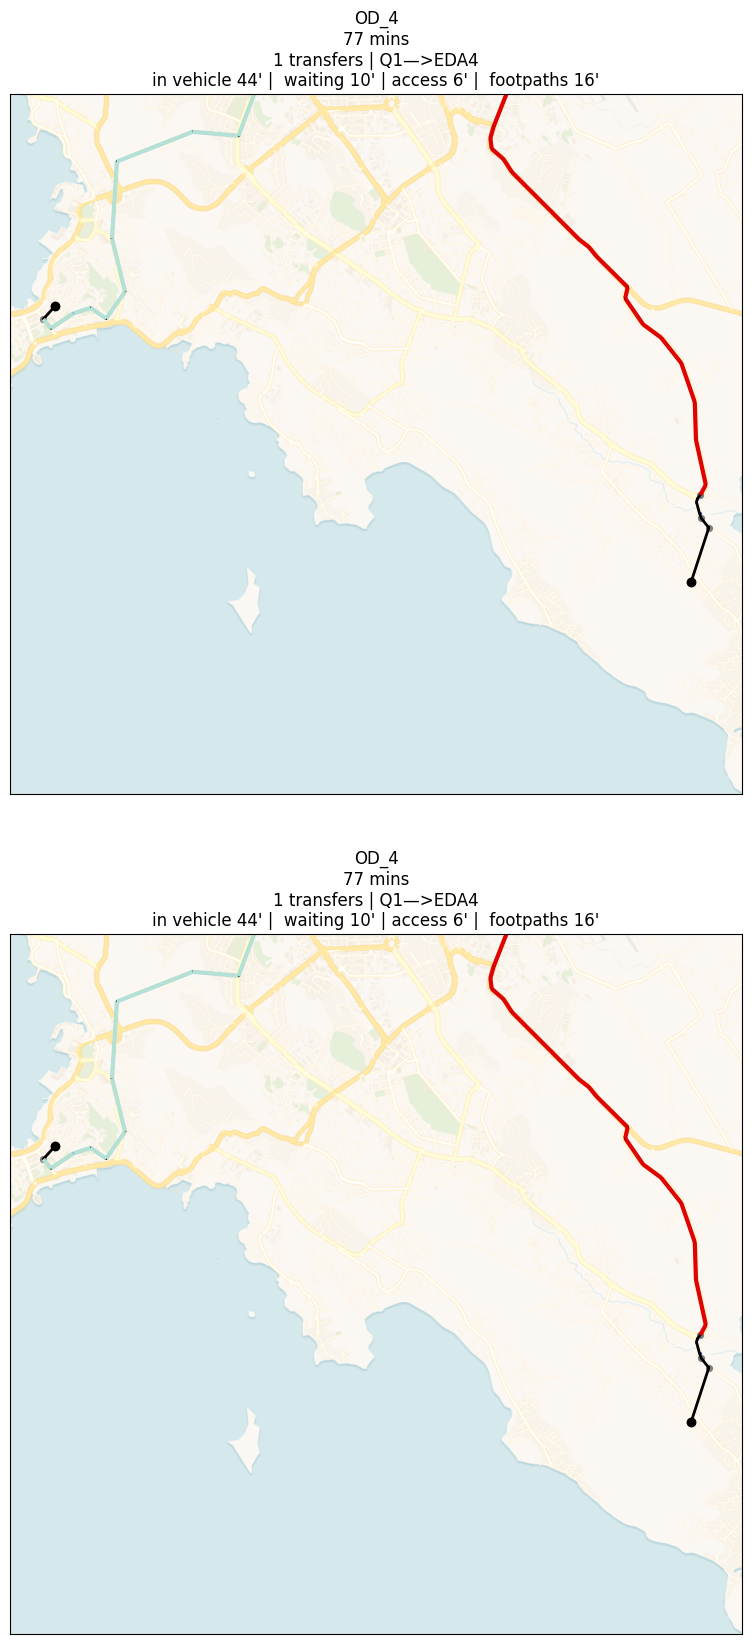 OD_4
77 mins
1 transfers | Q1—>EDA4
in vehicle 44' |  waiting 10' | access 6' |  footpaths 16'
OD_4
77 mins
1 transfers | Q1—>EDA4
in vehicle 44' |  waiting 10' | access 6' |  footpaths 16'